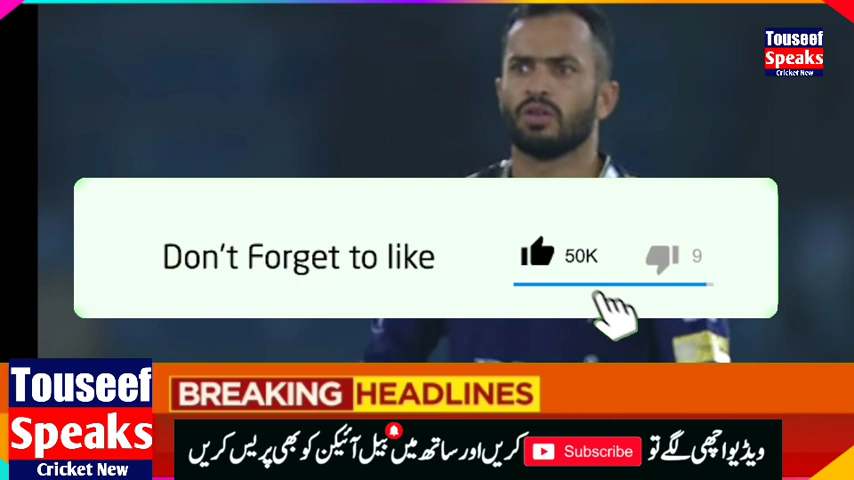 Touseef
Speaks
Cricket New
Don't Forget to like
50K
9
Touseef
Speaks
Cricket New
BREAKING HEADLINES
ویڈیو اچھی لگے تو Subscribe کریں اور ساتھ میں بیل آئیکن کو بھی پریس کریں